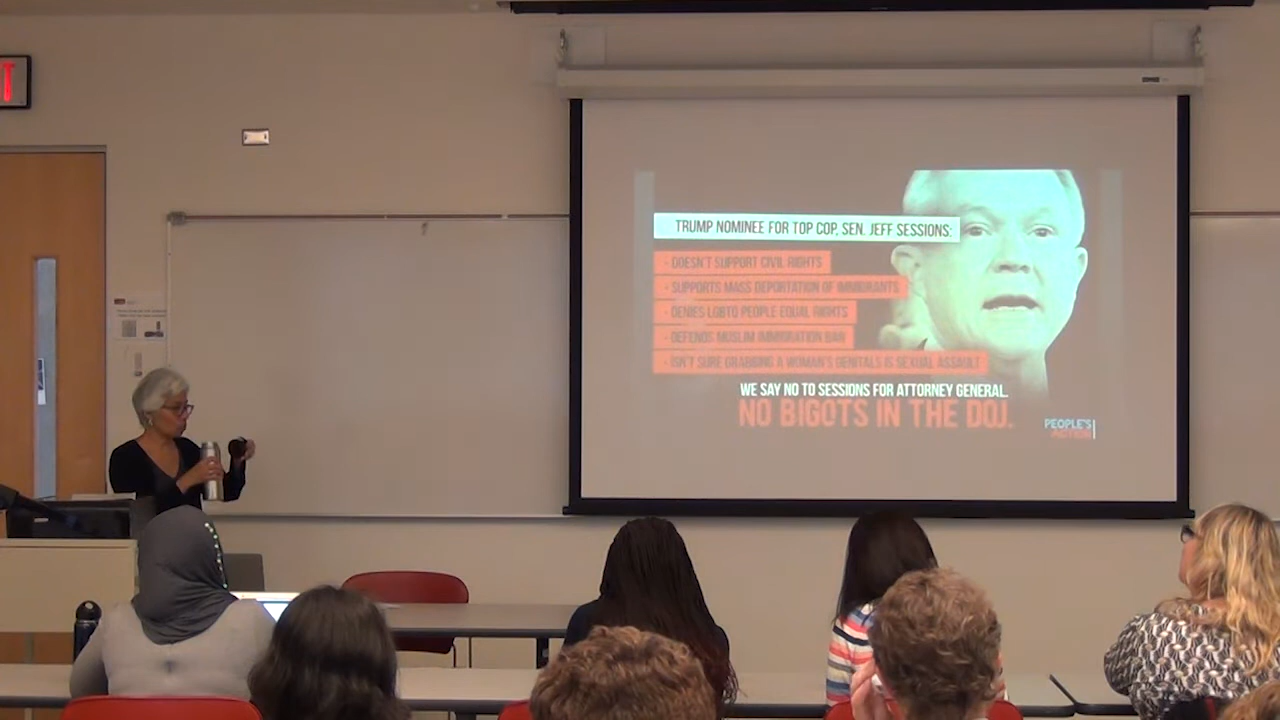 TRUMP NOMINEE FOR TOP COP, SEN. JEFF SESSIONS:
- DOESN'T SUPPORT CIVIL RIGHTS
- SUPPORTS MASS DEPORTATION OF IMMIGRANTS
- DENIES LGBTQ PEOPLE EQUAL RIGHTS
- DEFENDS MUSLIM IMMIGRATION BAN
- ISN'T SURE GRABBING A WOMAN'S GENITALS IS SEXUAL ASSAULT
WE SAY NO TO SESSIONS FOR ATTORNEY GENERAL.
NO BIGOTS IN THE DOJ.
PEOPLE'S
ACTION